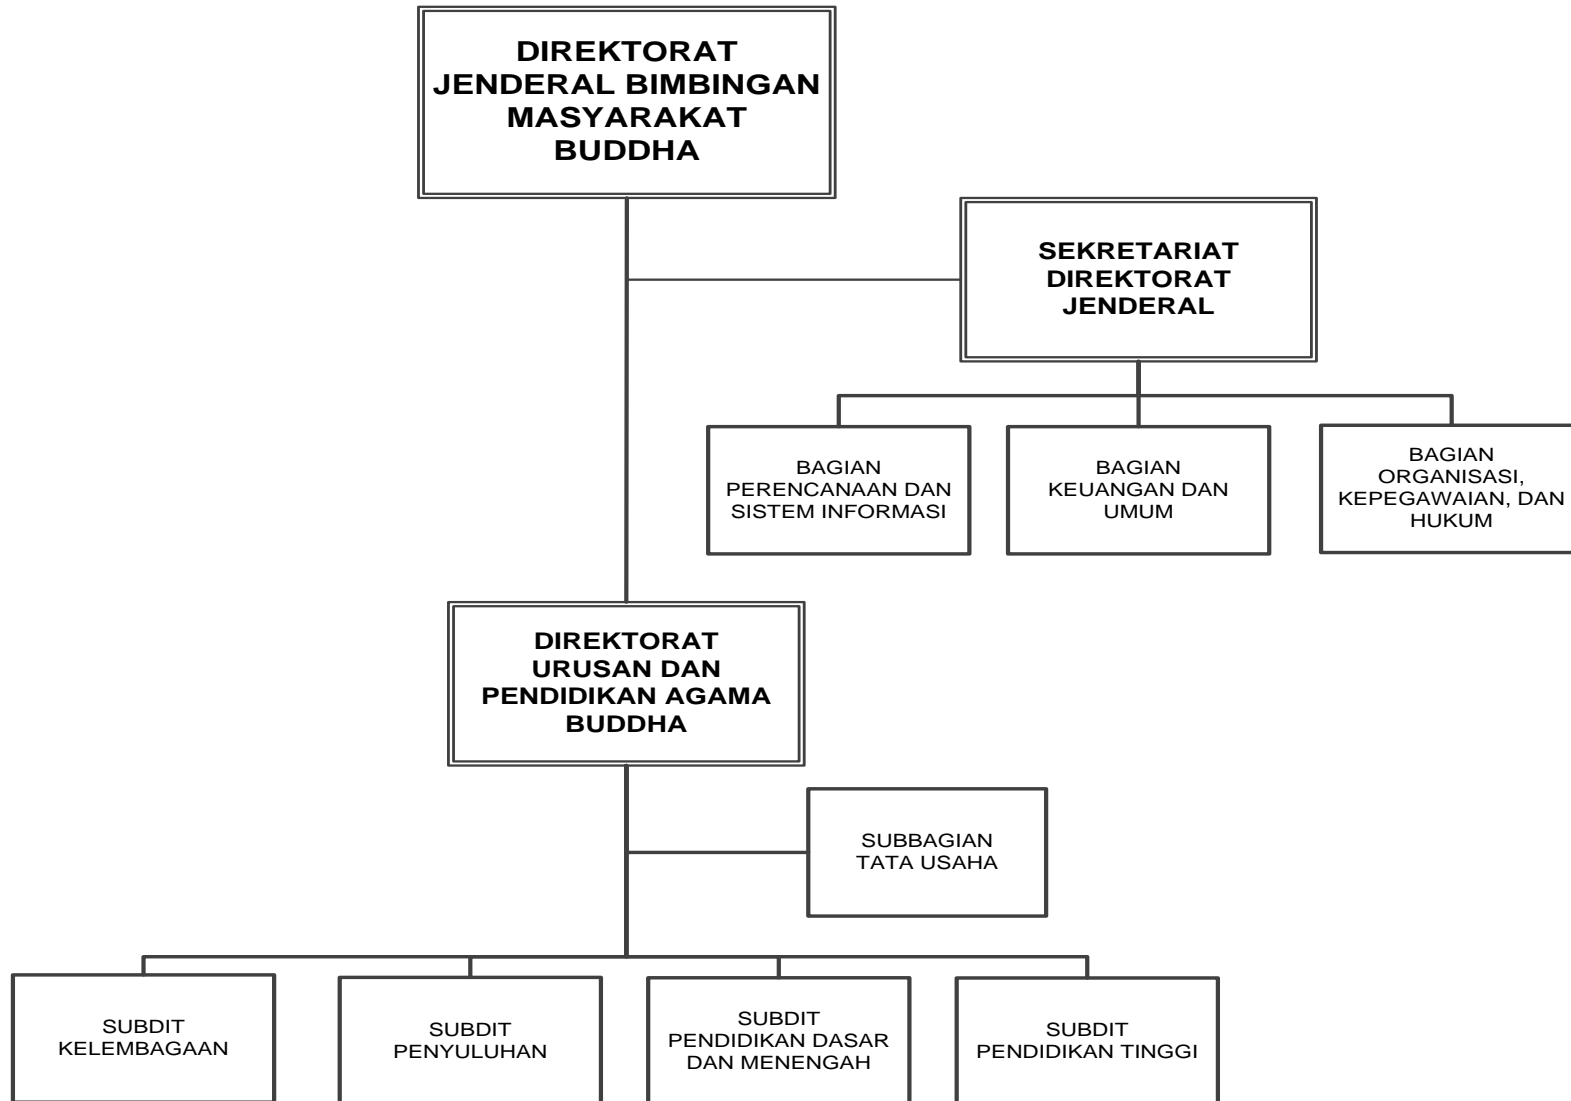 DIREKTORAT
JENDERAL BIMBINGAN
MASYARAKAT
BUDDHA
SEKRETARIAT
DIREKTORAT
JENDERAL
BAGIAN
PERENCANAAN DAN
SISTEM INFORMASI
BAGIAN
KEUANGAN DAN
UMUM
BAGIAN
ORGANISASI,
KEPEGAWAIAN, DAN
HUKUM
DIREKTORAT
URUSAN DAN
PENDIDIKAN AGAMA
BUDDHA
SUBBAGIAN
TATA USAHA
SUBDIT
KELEMBAGAAN
SUBDIT
PENYULUHAN
SUBDIT
PENDIDIKAN DASAR
DAN MENENGAH
SUBDIT
PENDIDIKAN TINGGI